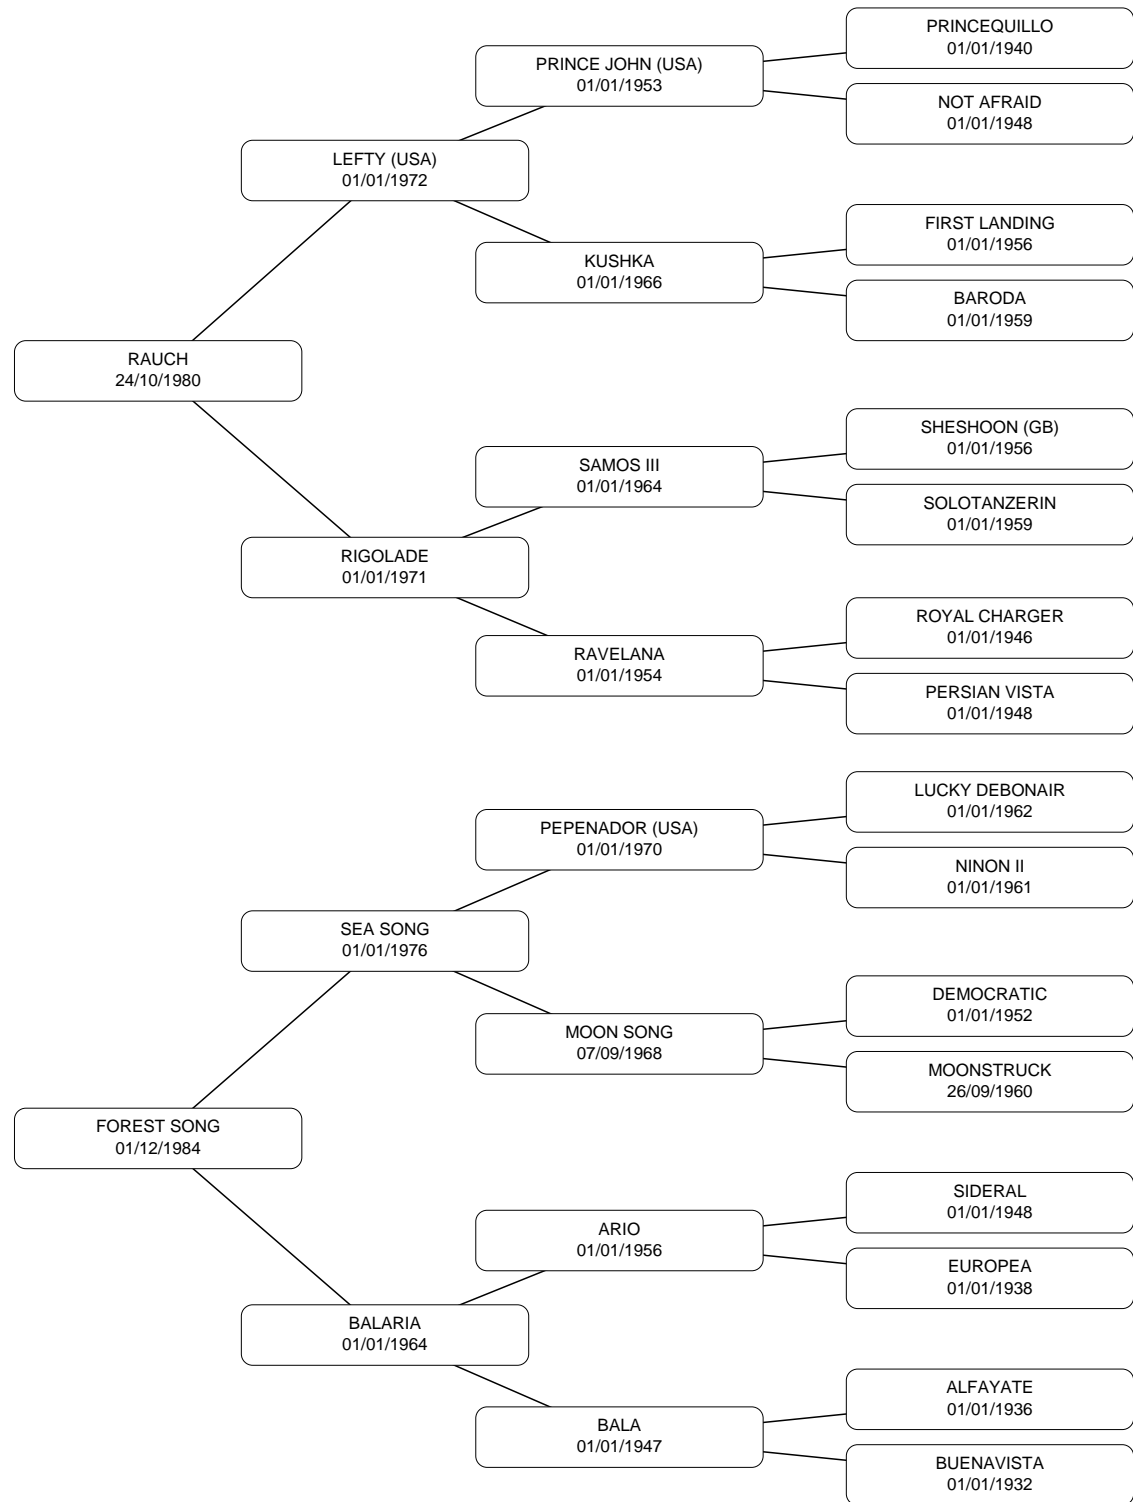 PRINCEQUILLO
01/01/1940
PRINCE JOHN (USA)
01/01/1953
NOT AFRAID
01/01/1948
LEFTY (USA)
01/01/1972
FIRST LANDING
01/01/1956
KUSHKA
01/01/1966
BARODA
01/01/1959
RAUCH
24/10/1980
SHESHOON (GB)
01/01/1956
SAMOS III
01/01/1964
SOLOTANZERIN
01/01/1959
RIGOLADE
01/01/1971
ROYAL CHARGER
01/01/1946
RAVELANA
01/01/1954
PERSIAN VISTA
01/01/1948
LUCKY DEBONAIR
01/01/1962
PEPENADOR (USA)
01/01/1970
NINON II
01/01/1961
SEA SONG
01/01/1976
DEMOCRATIC
01/01/1952
MOON SONG
07/09/1968
MOONSTRUCK
26/09/1960
FOREST SONG
01/12/1984
SIDERAL
01/01/1948
ARIO
01/01/1956
EUROPEA
01/01/1938
BALARIA
01/01/1964
ALFAYATE
01/01/1936
BALA
01/01/1947
BUENAVISTA
01/01/1932